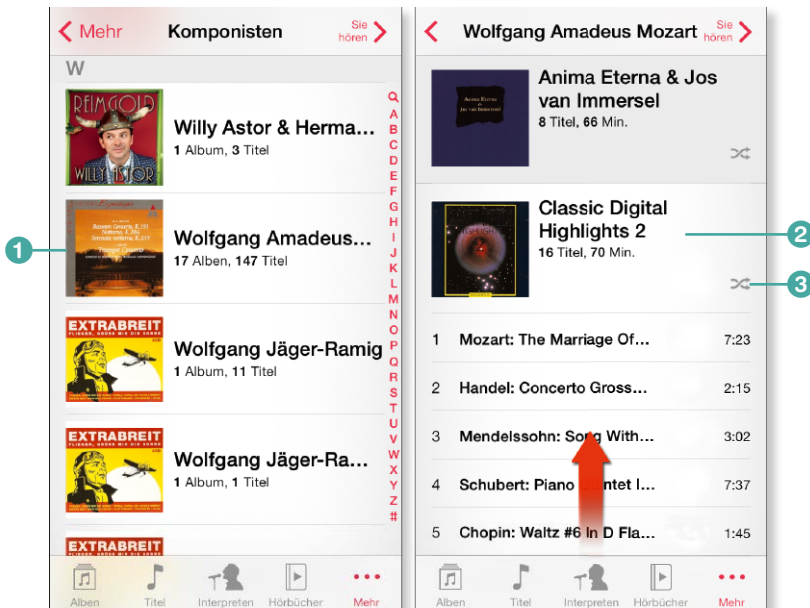 Mehr
Komponisten
Sie
hören
W
REIMGOLD
WILLY ASTOR
Willy Astor & Herma...
1 Album, 3 Titel
1
Wolfgang Amadeus...
17 Alben, 147 Titel
EXTRABREIT
Wolfgang Jäger-Ramig
1 Album, 11 Titel
EXTRABREIT
Wolfgang Jäger-Ra...
1 Album, 1 Titel
EXTRABREIT
A
B
C
D
E
F
G
H
I
J
K
L
M
N
O
P
Q
R
S
T
U
V
W
X
Y
Z
#
Alben
Titel
Interpreten
Hörbücher
Mehr
Wolfgang Amadeus Mozart
Sie
hören
Anima Eterna
Anima Eterna & Jos
van Immersel
8 Titel, 66 Min.
Classic Digital
Highlights 2
16 Titel, 70 Min.
2
3
1 Mozart: The Marriage Of... 7:23
2 Handel: Concerto Gross... 2:15
3 Mendelssohn: Song With... 3:02
4 Schubert: Piano Quintet I... 7:37
5 Chopin: Waltz #6 In D Fla... 1:45
Alben
Titel
Interpreten
Hörbücher
Mehr